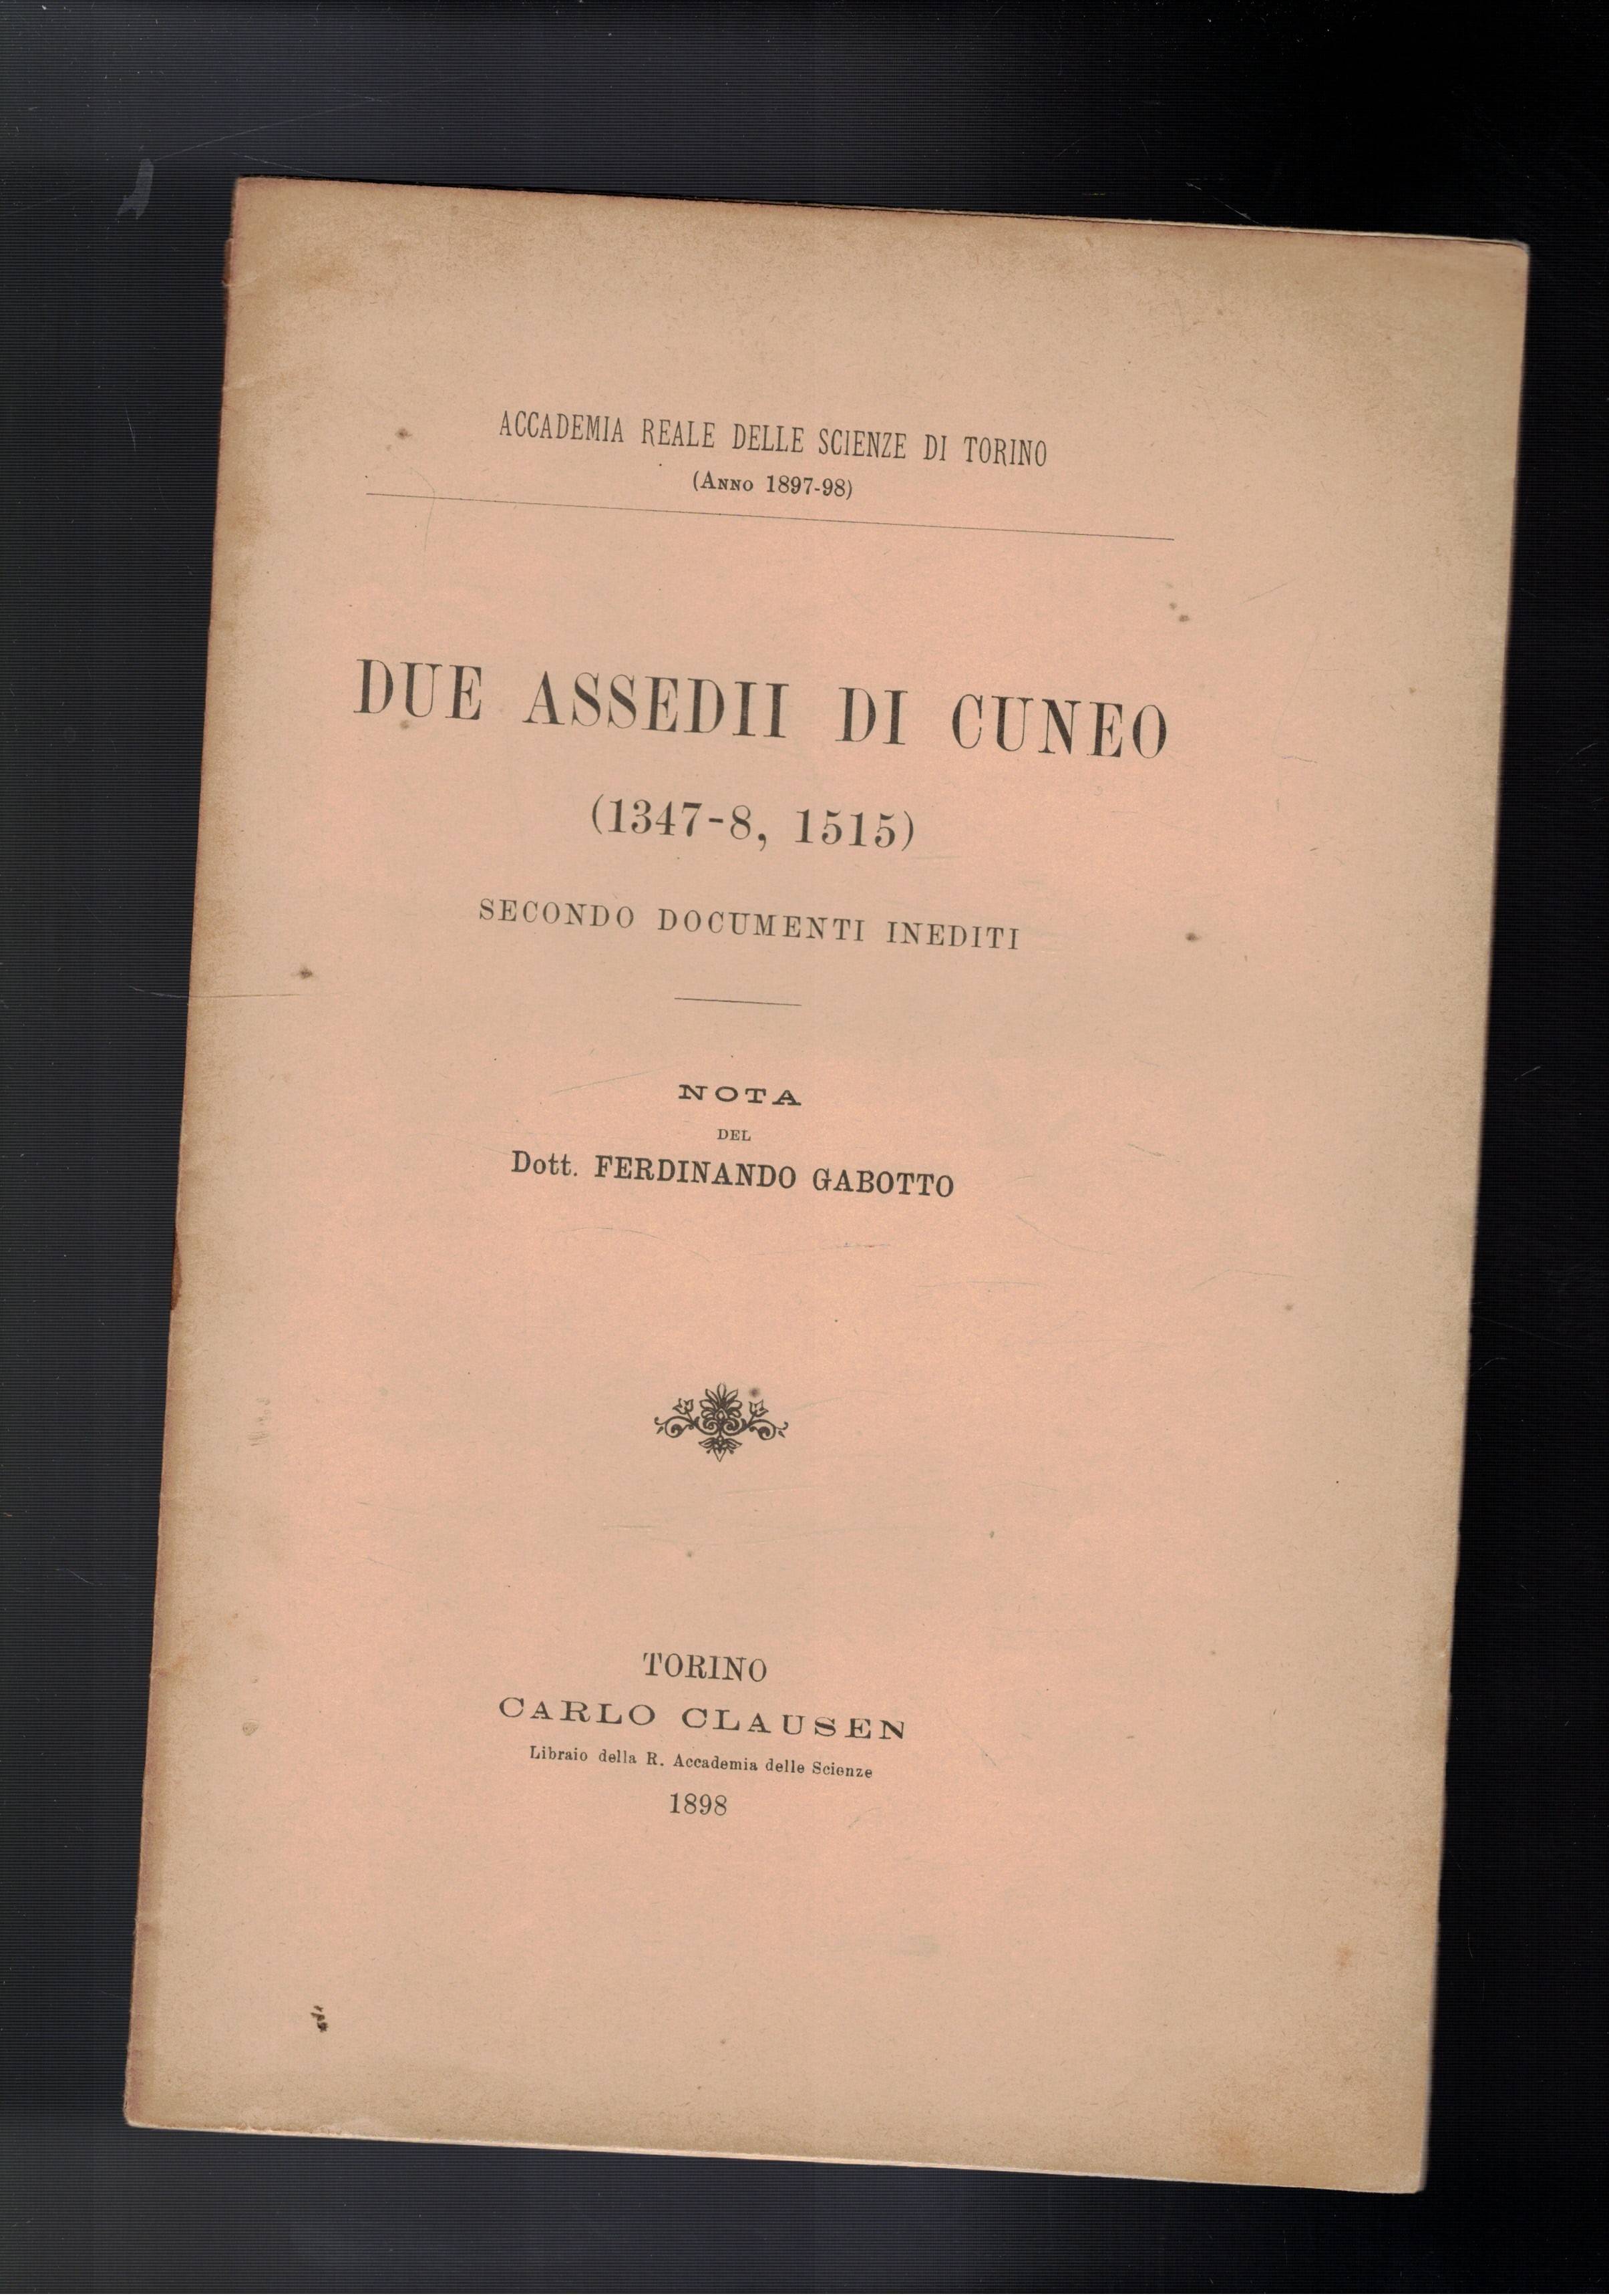 ACCADEMIA REALE DELLE SCIENZE DI TORINO
(ANNO 1897-98)
DUE ASSEDII DI CUNEO
(1347-8, 1515)
SECONDO DOCUMENTI INEDITI
NOTA
DEL
Dott. FERDINANDO GABOTTO
TORINO
CARLO CLAUSEN
Libraio della R. Accademia delle Scienze
1898